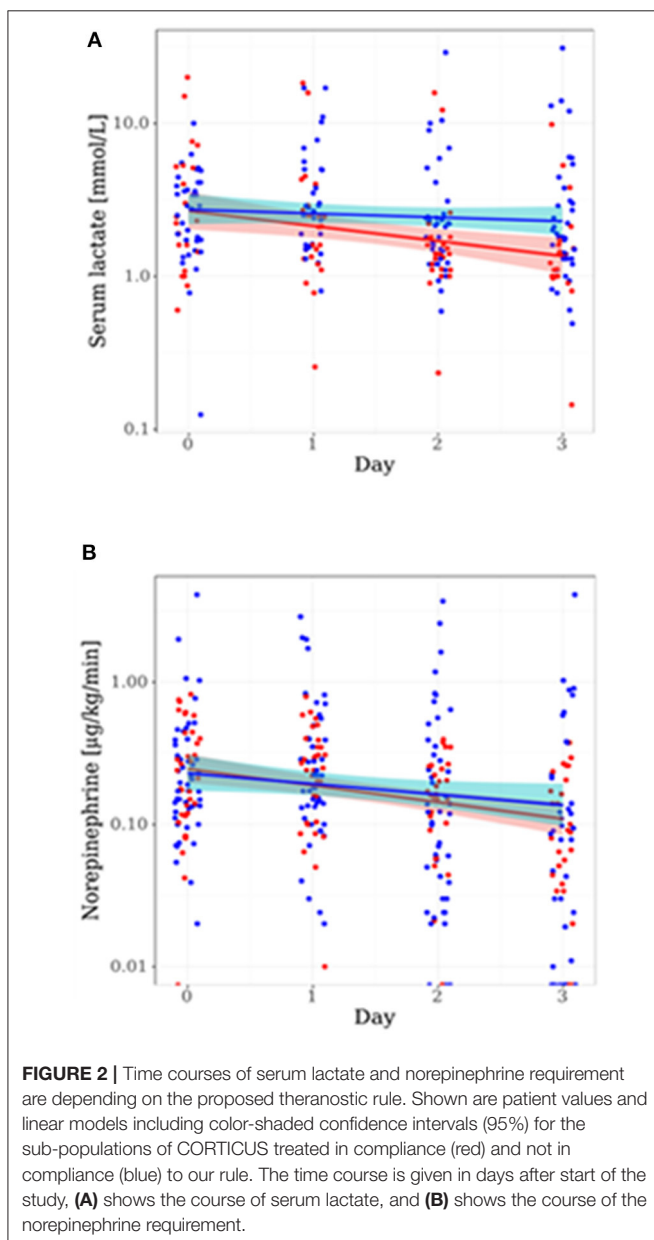 A
Serum lactate [mmol/L]
10.0
1.0
0.1
0 1 2 3
Day
B
Norepinephrine [µg/kg/min]
1.00
0.10
0.01
0 1 2 3
Day
FIGURE 2 | Time courses of serum lactate and norepinephrine requirement
are depending on the proposed theranostic rule. Shown are patient values and
linear models including color-shaded confidence intervals (95%) for the
sub-populations of CORTICUS treated in compliance (red) and not in
compliance (blue) to our rule. The time course is given in days after start of the
study, (A) shows the course of serum lactate, and (B) shows the course of the
norepinephrine requirement.